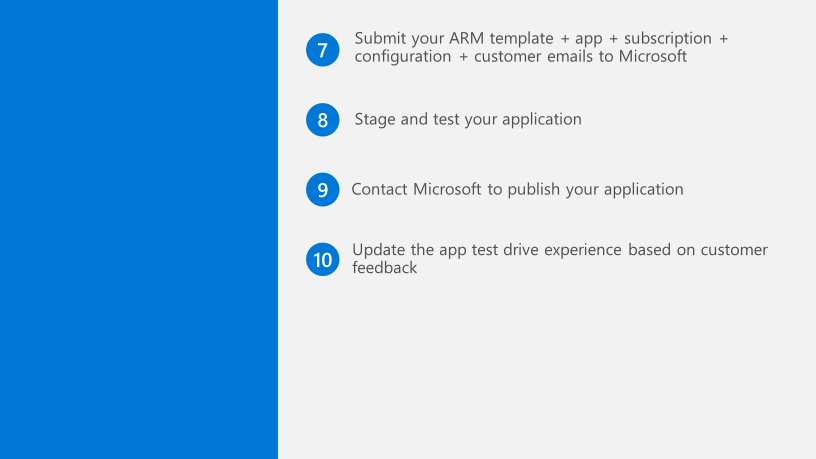 7
Submit your ARM template + app + subscription +
configuration + customer emails to Microsoft
8
Stage and test your application
9
Contact Microsoft to publish your application
10
Update the app test drive experience based on customer
feedback